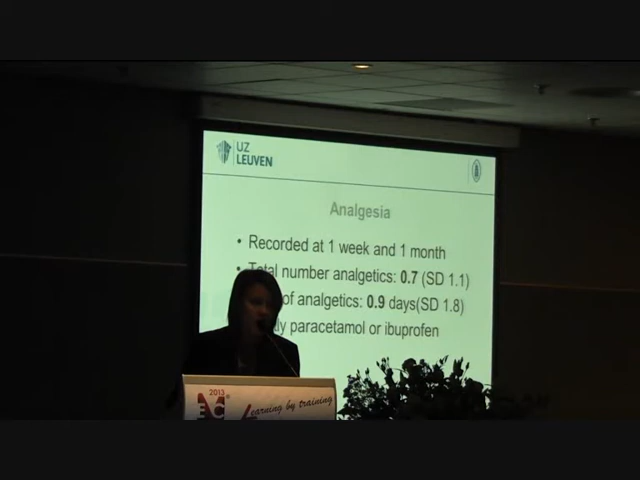 UZ
LEUVEN
Analgesia
• Recorded at 1 week and 1 month
• Total number analgetics: 0.7 (SD 1.1)
of analgetics: 0.9 days(SD 1.8)
paracetamol or ibuprofen
2013
Learning by training